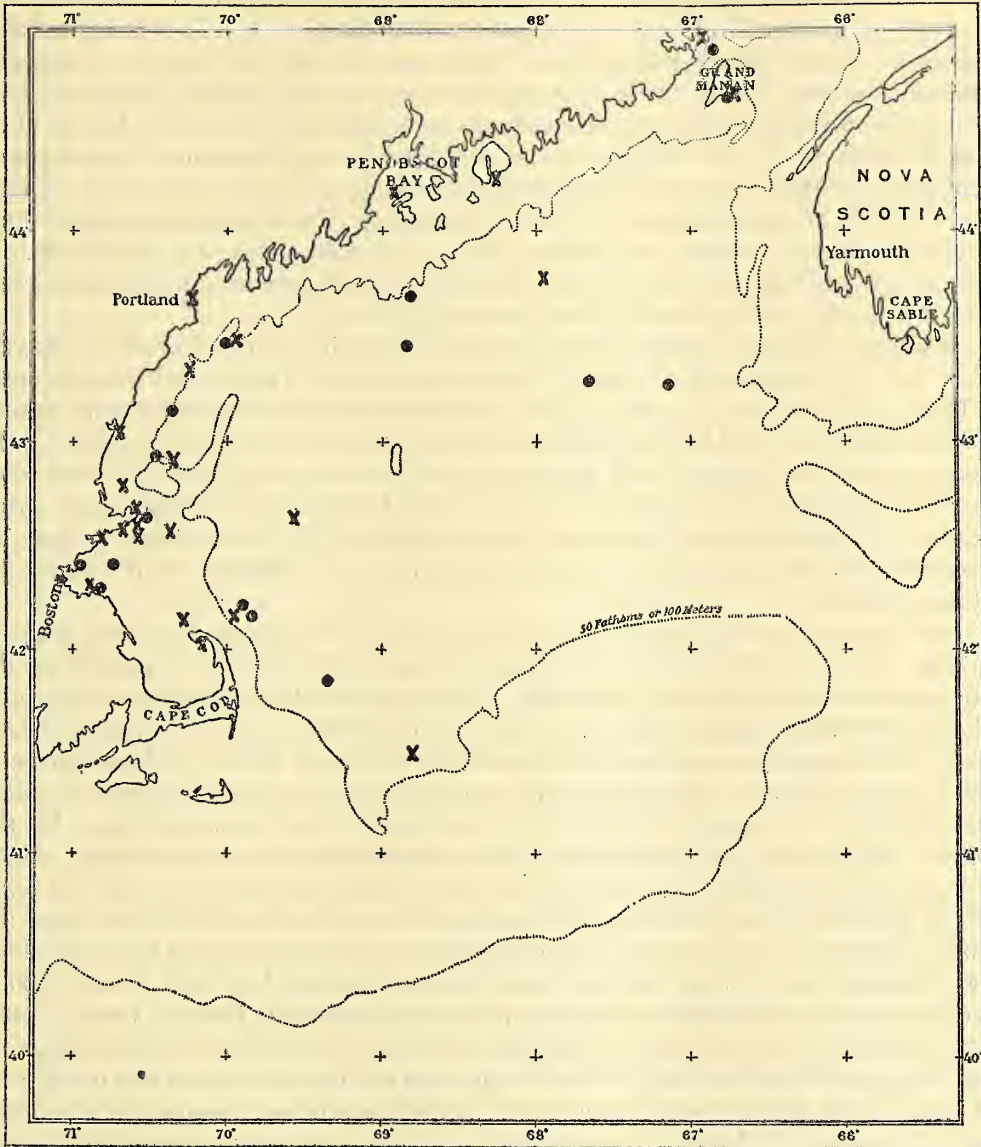 71° 70° 69° 68° 67° 66°
GRAND
MANAN
PENOBSCOT
BAY
NOVA
SCOTIA
44° 44°
Yarmouth
Portland
CAPE
SABLE
43° 43°
Boston
50 Fathoms or 100 Meters
42° 42°
CAPE COD
41° 41°
40° 40°
71° 70° 69° 68° 67° 66°